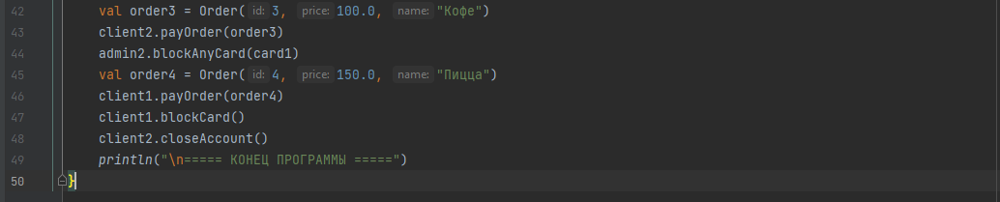 42 val order3 = Order( id: 3, price: 100.0, name: "Кофе")
43 client2.payOrder(order3)
44 admin2.blockAnyCard(card1)
45 val order4 = Order( id: 4, price: 150.0, name: "Пицца")
46 client1.payOrder(order4)
47 client1.blockCard()
48 client2.closeAccount()
49 println("\n===== КОНЕЦ ПРОГРАММЫ =====")
50 }